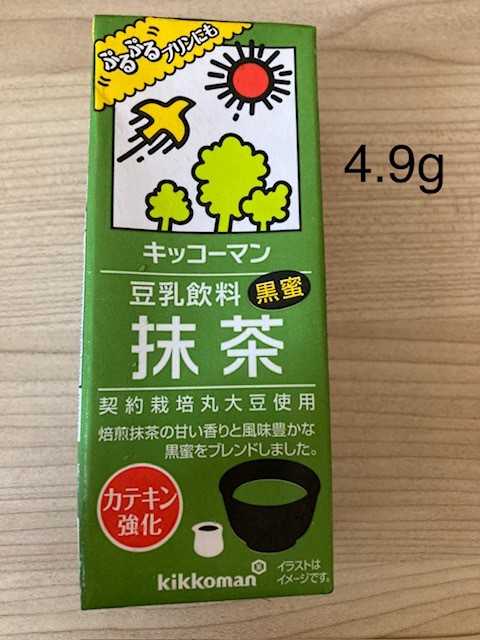 ぷるぷる
プリンにも
4.9g
キッコーマン
豆乳飲料 黒蜜
抹茶
契約栽培丸大豆使用
焙煎抹茶の甘い香りと風味豊かな
黒蜜をブレンドしました。
カテキン
強化
kikkoman
イラストは
イメージです。